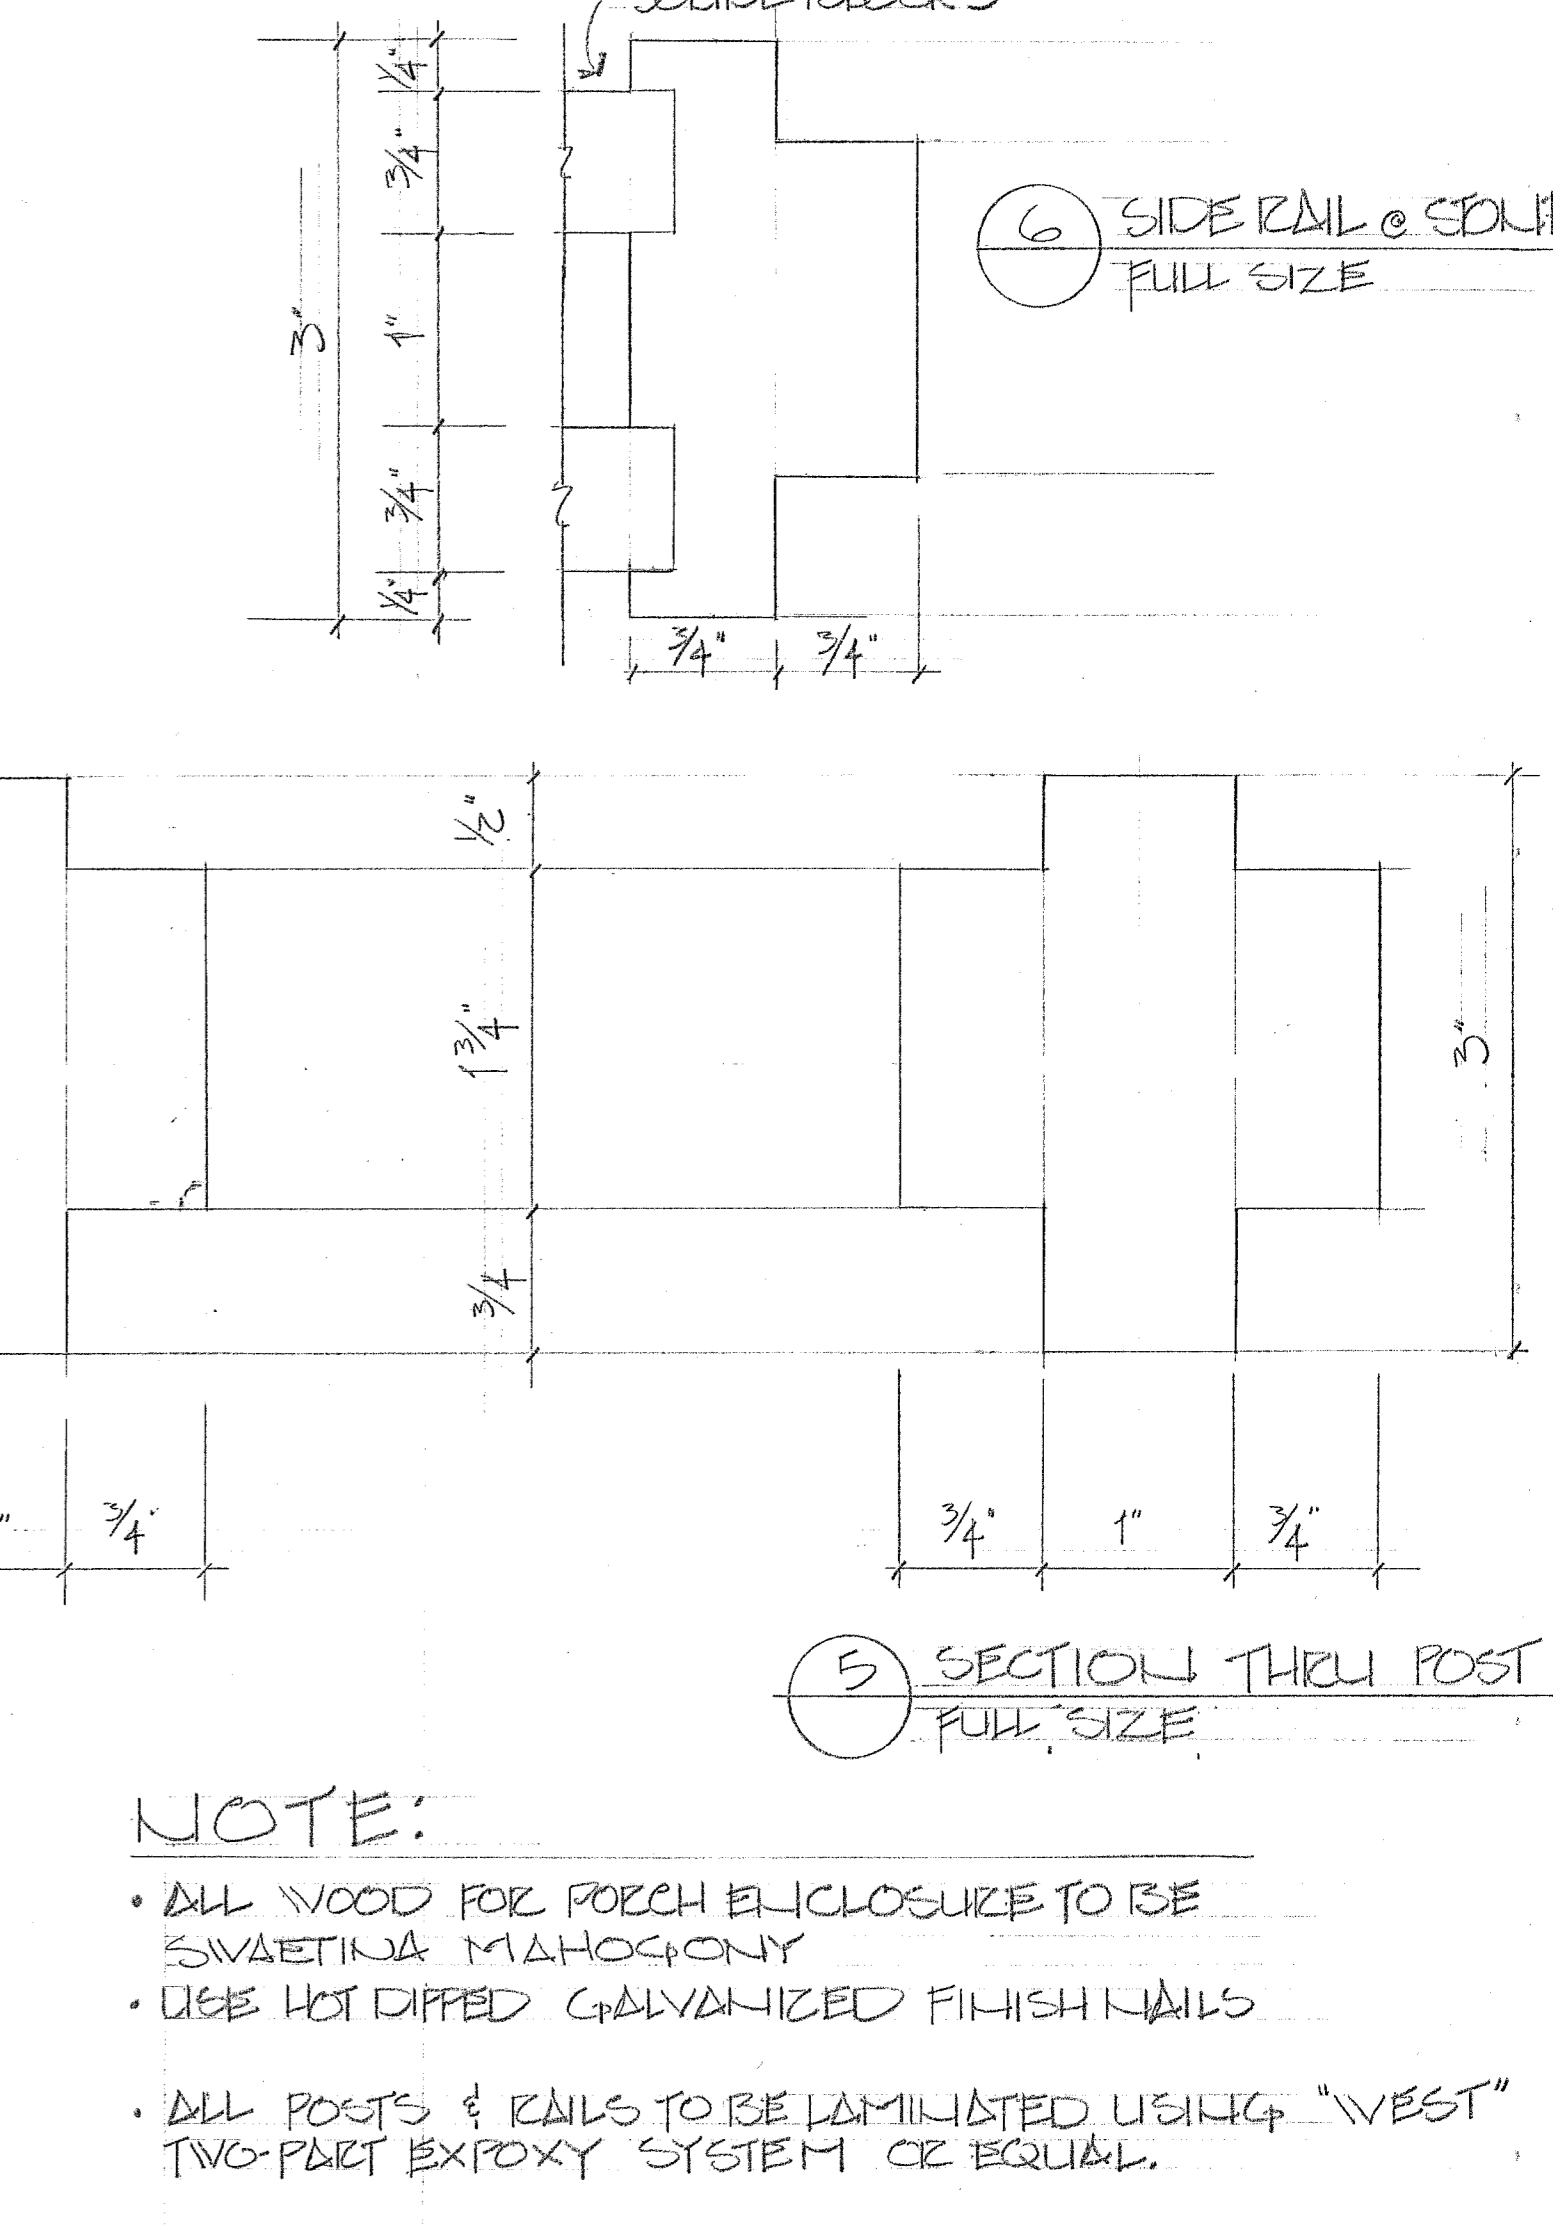 1/4"
3/4"
3"
1"
3/4"
1/4"
3/4" 3/4"
6 SIDE RAIL @
FULL SIZE
1/2"
1 3/4"
3"
3/4
" 3/4" 3/4" 1" 3/4"
5 SECTION THRU POST
FULL SIZE
NOTE:
• ALL WOOD FOR PORCH ENCLOSURE TO BE
SWAETINA MAHOGONY
• USE HOT DIPPED GALVANIZED FINISH NAILS
• ALL POSTS & RAILS TO BE LAMINATED USING "WEST"
TWO-PART EXPOXY SYSTEM OR EQUAL.